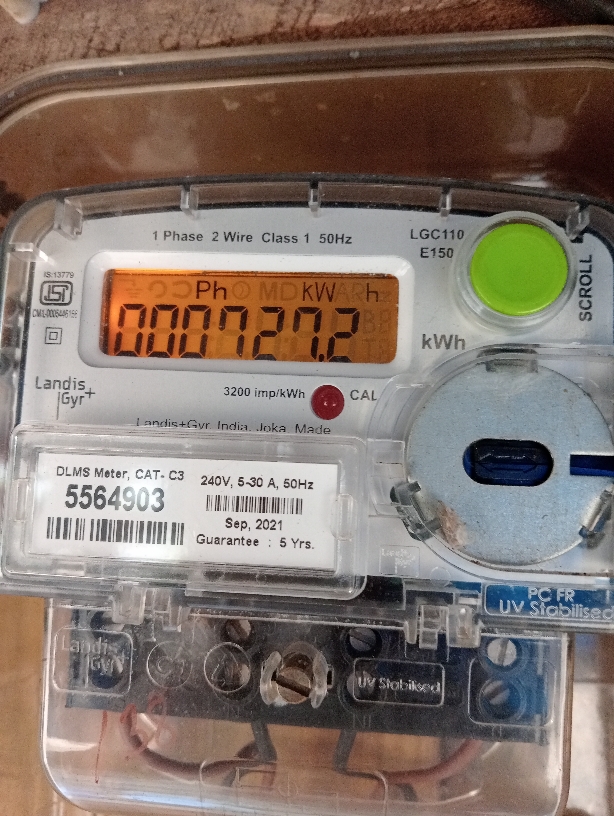 1 Phase 2 Wire Class 1 50Hz
LGC110
E150
SCROLL
IS:13779
Ph MD kW h
000727.2
kWh
Landis
Gyr+
3200 imp/kWh
CAL
Landis+Gyr, India, Joka, Made
DLMS Meter, CAT- C3
5564903
240V, 5-30 A, 50Hz
Sep, 2021
Guarantee : 5 Yrs.
PC FR
UV Stabilised
Landis
Gyr
UV Stabilised